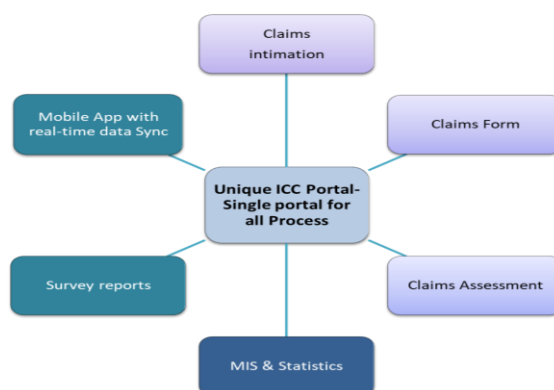 Claims
intimation
Mobile App with
real-time data Sync
Claims Form
Unique ICC Portal-
Single portal for
all Process
Survey reports
Claims Assessment
MIS & Statistics